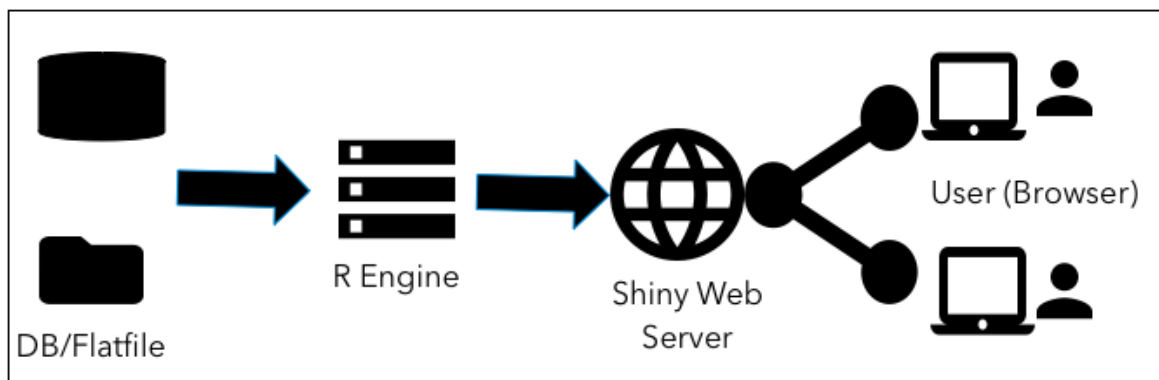 DB/Flatfile
R Engine
Shiny Web
Server
User (Browser)